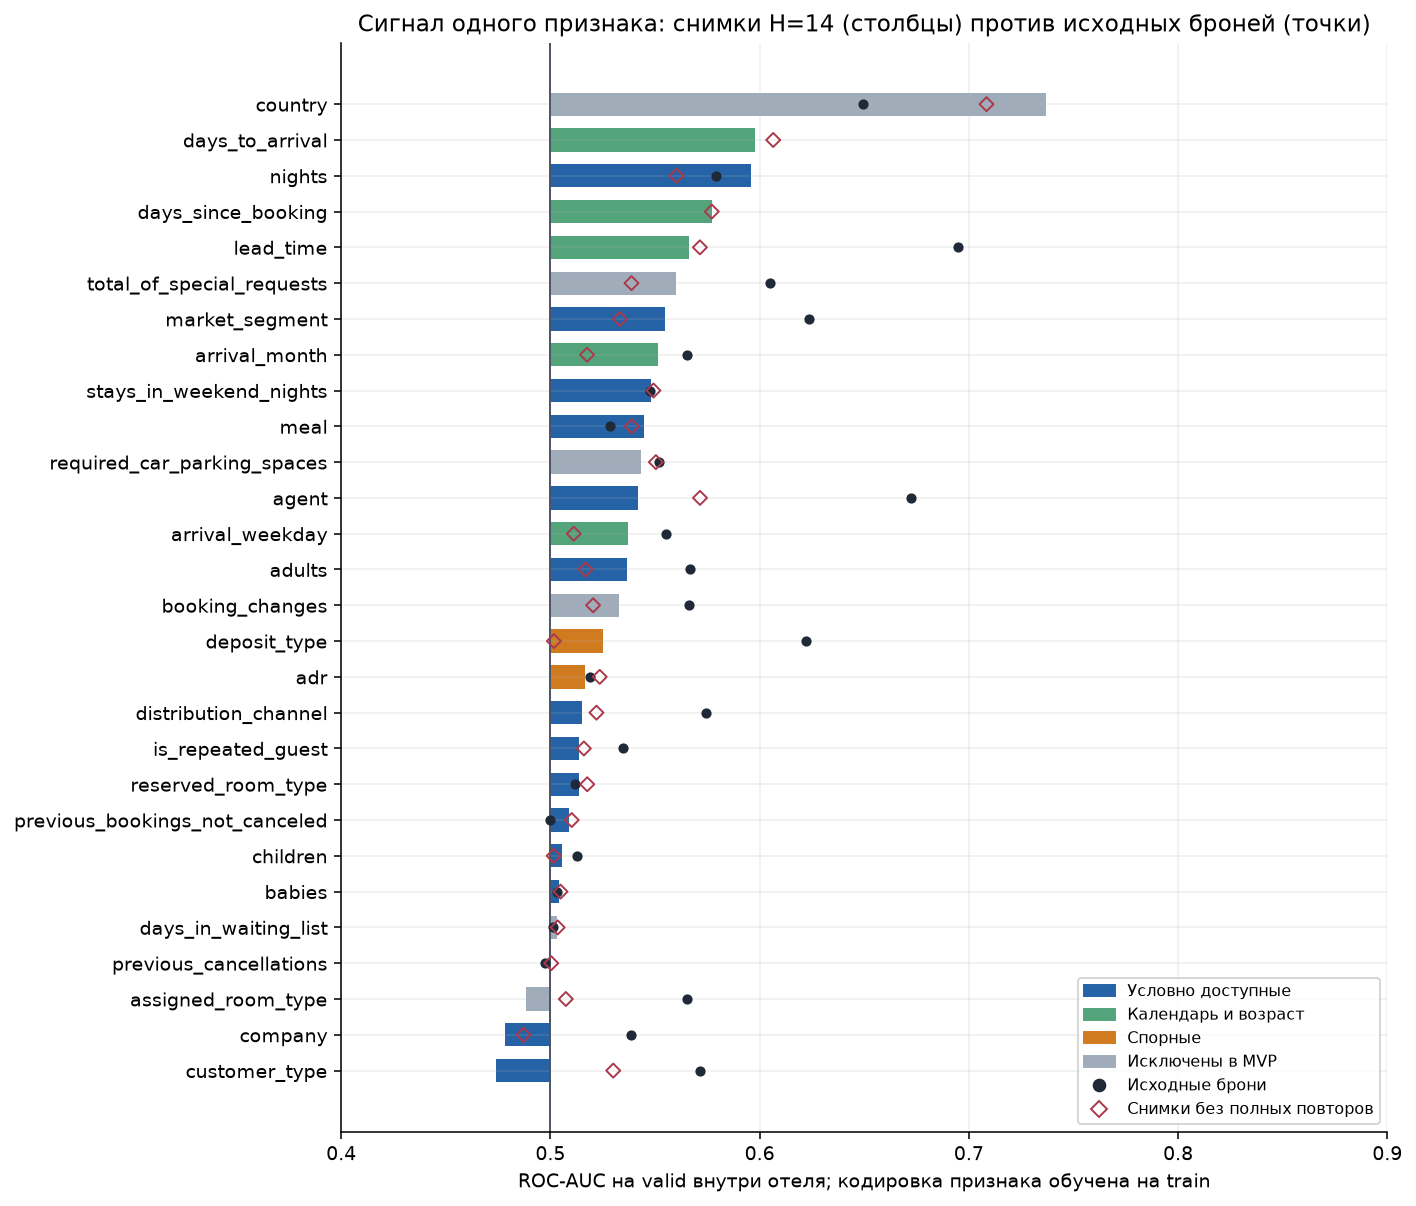 Сигнал одного признака: снимки H=14 (столбцы) против исходных броней (точки)
country
days_to_arrival
nights
days_since_booking
lead_time
total_of_special_requests
market_segment
arrival_month
stays_in_weekend_nights
meal
required_car_parking_spaces
agent
arrival_weekday
adults
booking_changes
deposit_type
adr
distribution_channel
is_repeated_guest
reserved_room_type
previous_bookings_not_canceled
children
babies
days_in_waiting_list
previous_cancellations
assigned_room_type
company
customer_type
Условно доступные
Календарь и возраст
Спорные
Исключены в MVP
Исходные брони
Снимки без полных повторов
0.4 0.5 0.6 0.7 0.8 0.9
ROC-AUC на valid внутри отеля; кодировка признака обучена на train